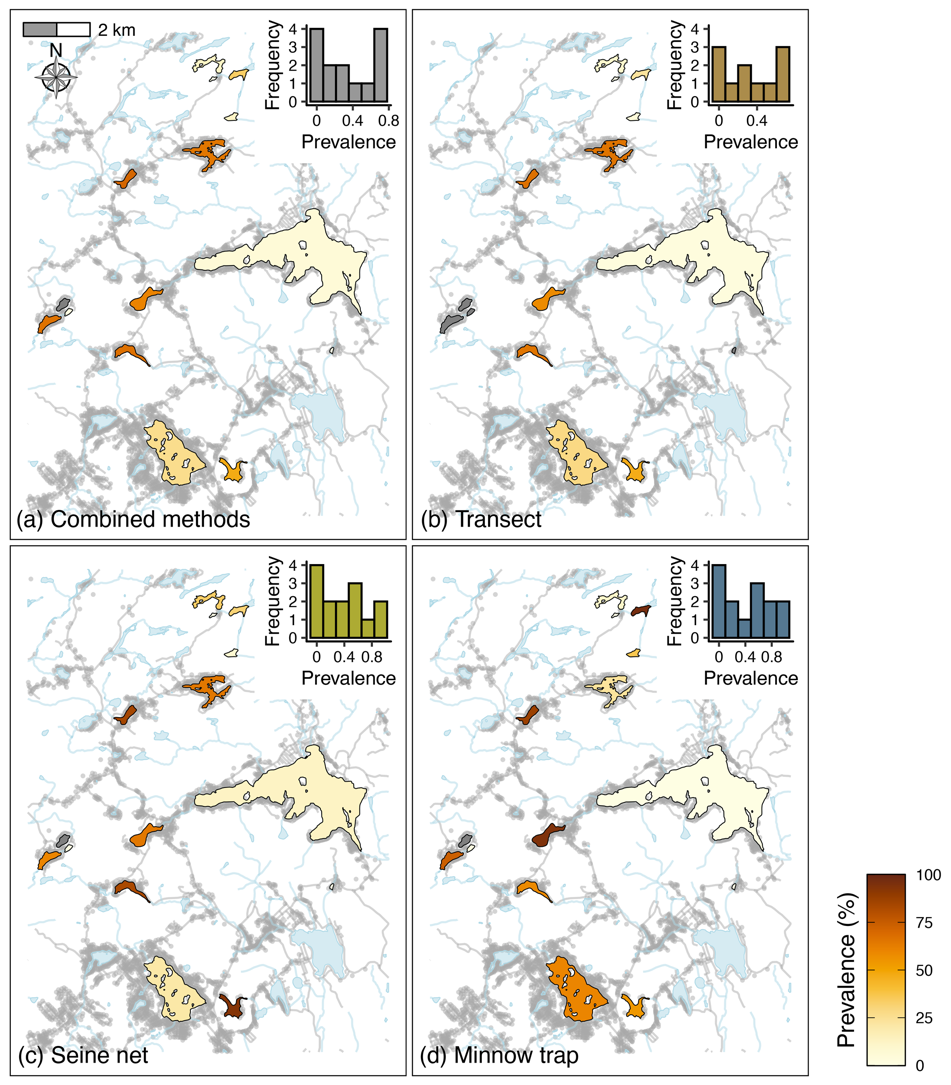 2 km
N
Frequency
4
3
2
1
0
0 0.4 0.8
Prevalence
(a) Combined methods
Frequency
4
3
2
1
0
0 0.4
Prevalence
(b) Transect
Frequency
4
3
2
1
0
0 0.4 0.8
Prevalence
(c) Seine net
Frequency
4
3
2
1
0
0 0.4 0.8
Prevalence
(d) Minnow trap
Prevalence (%)
100
75
50
25
0